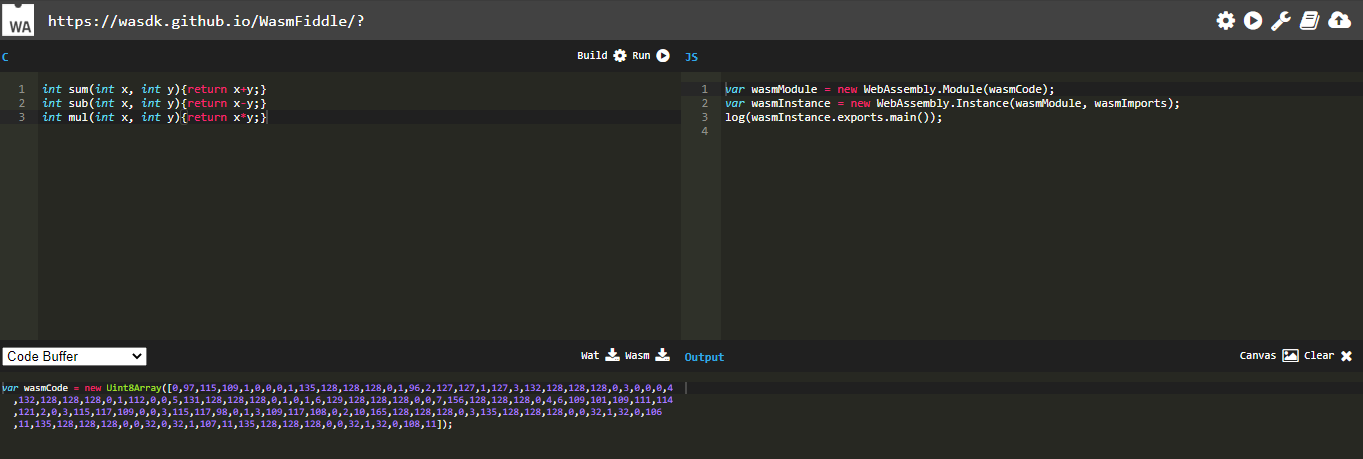 WA https://wasdk.github.io/WasmFiddle/?
C Build Run
1 int sum(int x, int y){return x+y;}
2 int sub(int x, int y){return x-y;}
3 int mul(int x, int y){return x*y;}
JS
1 var wasmModule = new WebAssembly.Module(wasmCode);
2 var wasmInstance = new WebAssembly.Instance(wasmModule, wasmImports);
3 log(wasmInstance.exports.main());
4
Code Buffer Wat Wasm
var wasmCode = new Uint8Array([0,97,115,109,1,0,0,0,1,135,128,128,128,0,1,96,2,127,127,1,127,3,132,128,128,128,0,3,0,0,0,4
,132,128,128,128,0,1,112,0,0,5,131,128,128,128,0,1,0,1,6,129,128,128,128,0,0,7,156,128,128,128,0,4,6,109,101,109,111,114
,121,2,0,3,115,117,109,0,0,3,115,117,98,0,1,3,109,117,108,0,2,10,165,128,128,128,0,3,135,128,128,128,0,0,32,1,32,0,106
,11,135,128,128,128,0,0,32,0,32,1,107,11,135,128,128,128,0,0,32,1,32,0,108,11]);
Output Canvas Clear